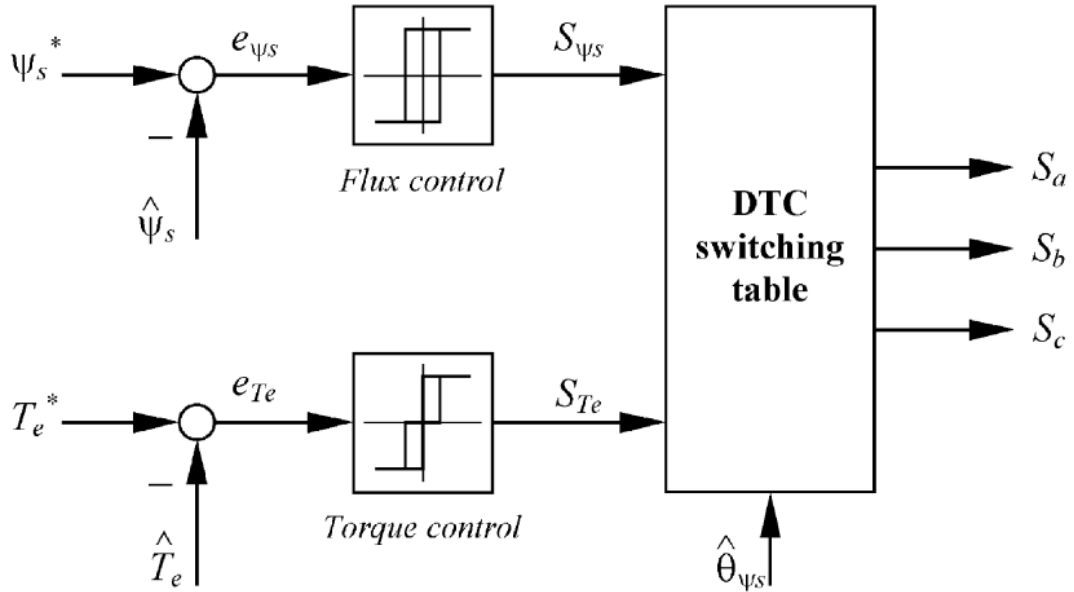 ψs* eψs Sψs
−
Flux control
ψ̂s
DTC
switching
table
Sa
Sb
Sc
Te* eTe STe
−
Torque control
T̂e
θ̂ψs